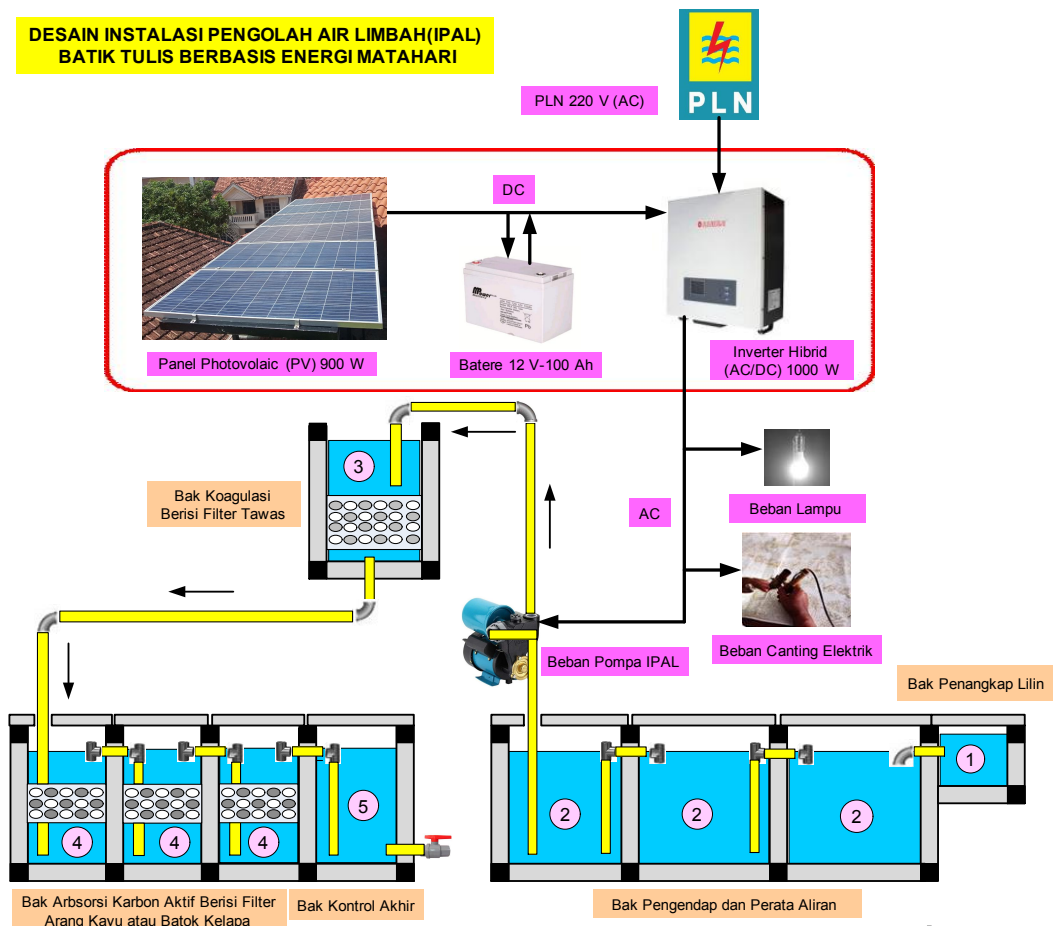 DESAIN INSTALASI PENGOLAH AIR LIMBAH(IPAL)
BATIK TULIS BERBASIS ENERGI MATAHARI
PLN
PLN 220 V (AC)
DC
Panel Photovolaic (PV) 900 W
Batere 12 V-100 Ah
Inverter Hibrid
(AC/DC) 1000 W
3
Bak Koagulasi
Berisi Filter Tawas
AC
Beban Lampu
Beban Canting Elektrik
Beban Pompa IPAL
Bak Penangkap Lilin
1
2
2
2
4
4
4
5
Bak Arbsorsi Karbon Aktif Berisi Filter
Arang Kayu atau Batok Kelapa
Bak Kontrol Akhir
Bak Pengendap dan Perata Aliran